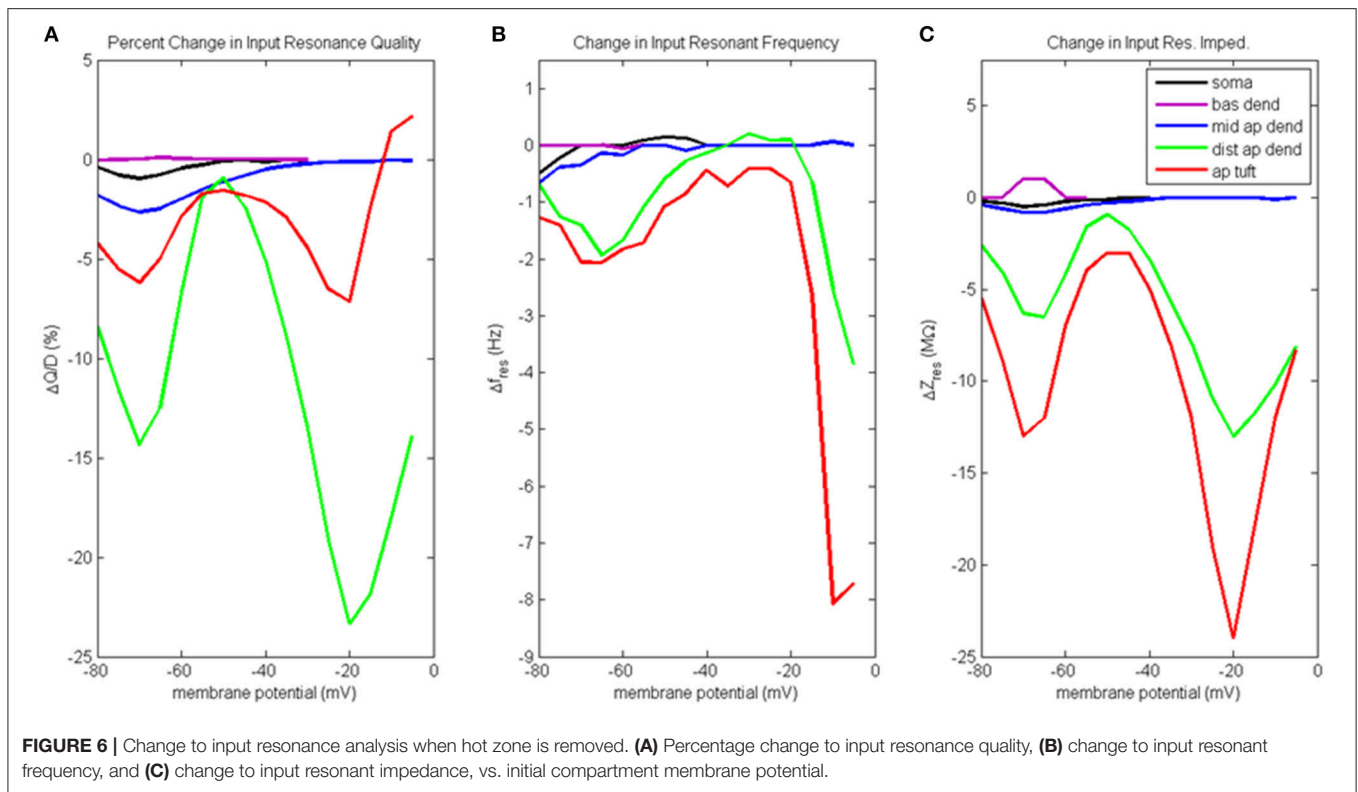 A
Percent Change in Input Resonance Quality
5
0
-5
-10
-15
-20
-25
ΔQ/D (%)
-80
-60
-40
-20
0
membrane potential (mV)
B
Change in Input Resonant Frequency
1
0
-1
-2
-3
-4
-5
-6
-7
-8
-9
Δf_res (Hz)
-80
-60
-40
-20
0
membrane potential (mV)
C
Change in Input Res. Imped.
soma
bas dend
mid ap dend
dist ap dend
ap tuft
5
0
-5
-10
-15
-20
-25
ΔZ_res (MΩ)
-80
-60
-40
-20
0
membrane potential (mV)
FIGURE 6 | Change to input resonance analysis when hot zone is removed. (A) Percentage change to input resonance quality, (B) change to input resonant
frequency, and (C) change to input resonant impedance, vs. initial compartment membrane potential.